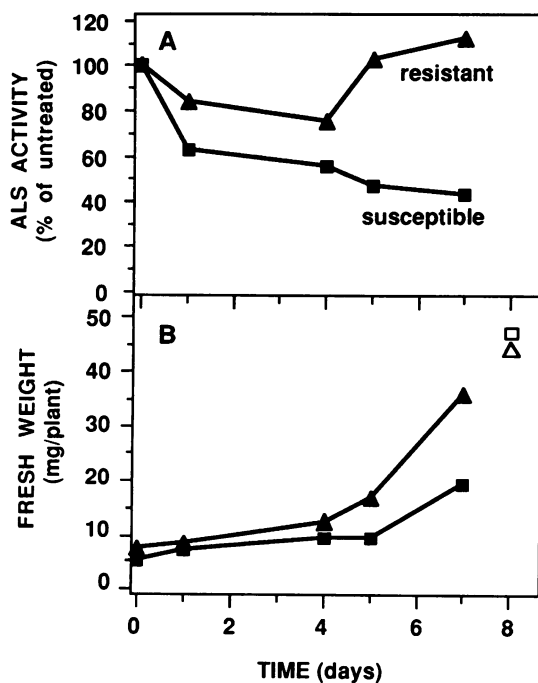 120
100
80
60
40
20
0
ALS ACTIVITY
(% of untreated)
A
resistant
susceptible
50
40
30
20
10
0
FRESH WEIGHT
(mg/plant)
B
0 2 4 6 8
TIME (days)